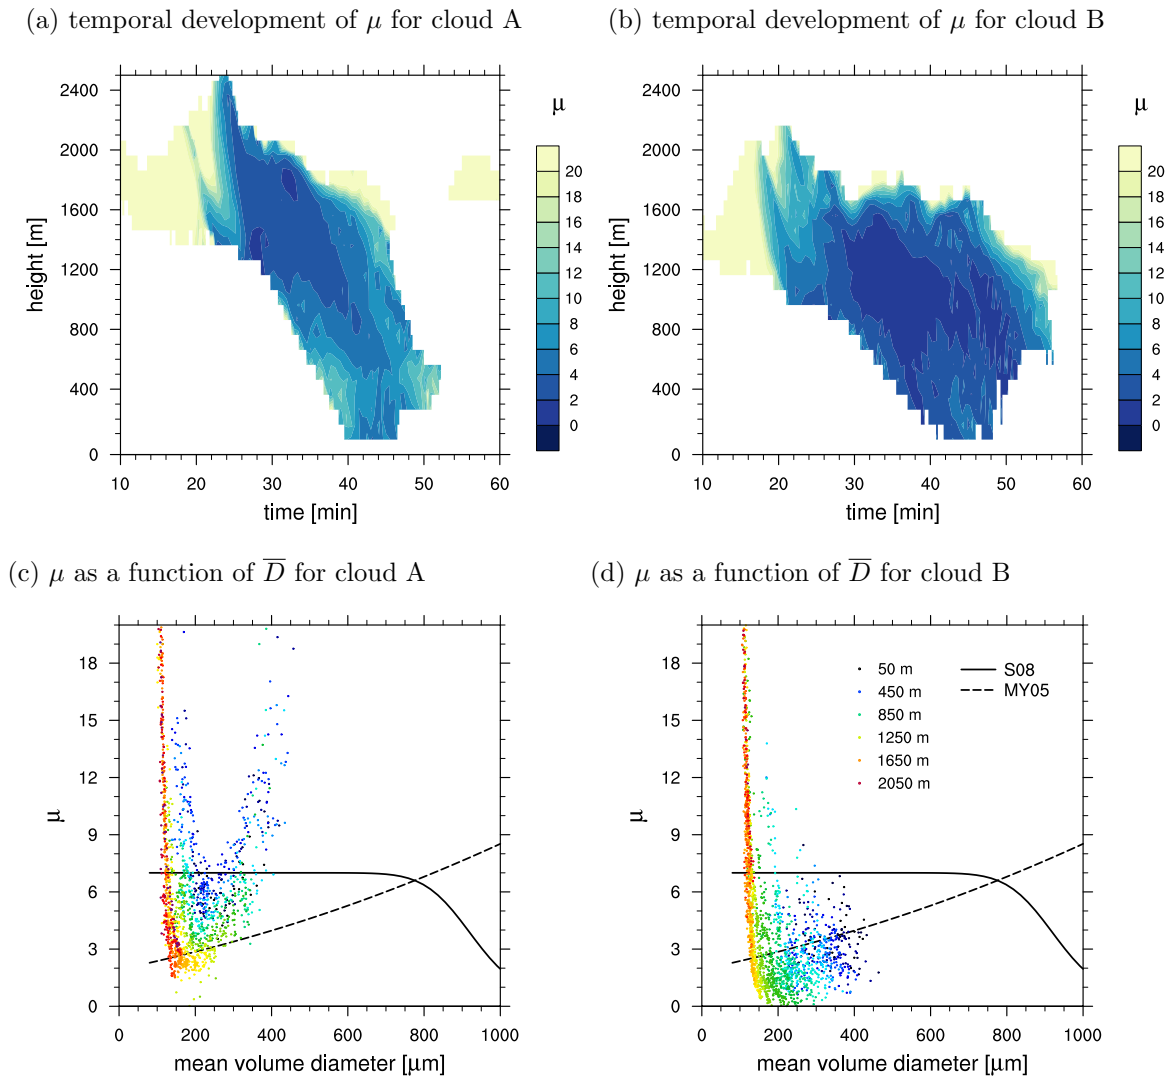 (a) temporal development of μ for cloud A
(b) temporal development of μ for cloud B
2400
2000
1600
1200
800
400
0
height [m]
10 20 30 40 50 60
time [min]
μ
20
18
16
14
12
10
8
6
4
2
0
2400
2000
1600
1200
800
400
0
height [m]
10 20 30 40 50 60
time [min]
μ
20
18
16
14
12
10
8
6
4
2
0
(c) μ as a function of D̅ for cloud A
(d) μ as a function of D̅ for cloud B
18
15
12
9
6
3
0
μ
0 200 400 600 800 1000
mean volume diameter [μm]
18
15
12
9
6
3
0
μ
50 m
450 m
850 m
1250 m
1650 m
2050 m
S08
MY05
0 200 400 600 800 1000
mean volume diameter [μm]